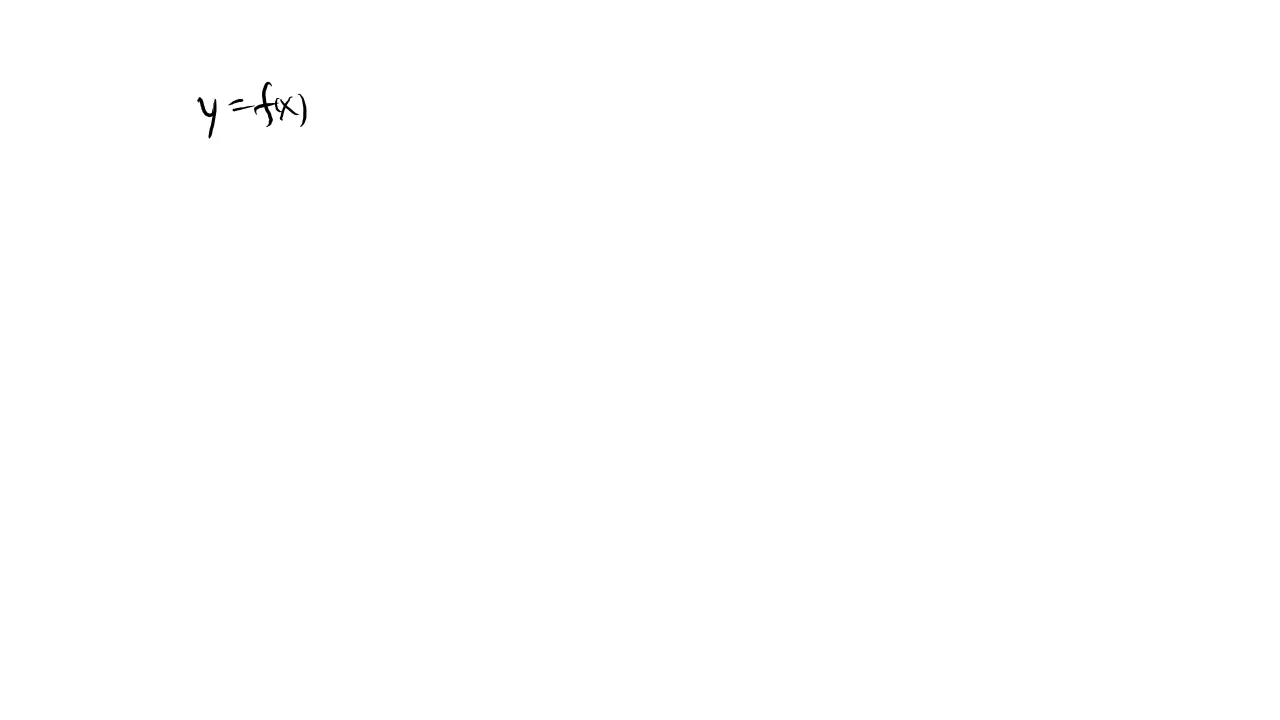 y = f(x)